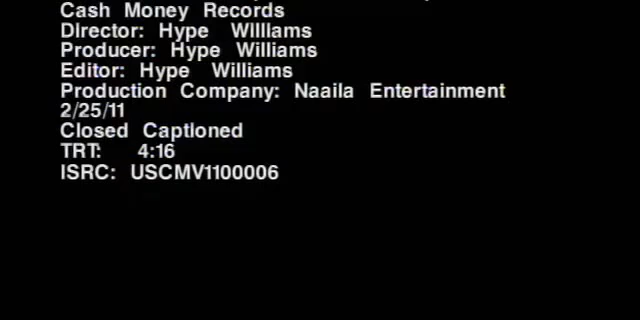 Cash Money Records
Director: Hype Williams
Producer: Hype Williams
Editor: Hype Williams
Production Company: Naaila Entertainment
2/25/11
Closed Captioned
TRT: 4:16
ISRC: USCMV1100006